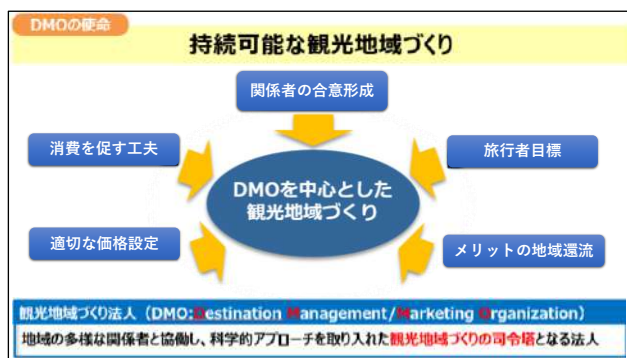 DMOの使命
持続可能な観光地域づくり
関係者の合意形成
消費を促す工夫
旅行者目標
DMOを中心とした
観光地域づくり
適切な価格設定
メリットの地域還流
観光地域づくり法人（DMO:Destination Management/Marketing Organization）
地域の多様な関係者と協働し、科学的アプローチを取り入れた観光地域づくりの司令塔となる法人